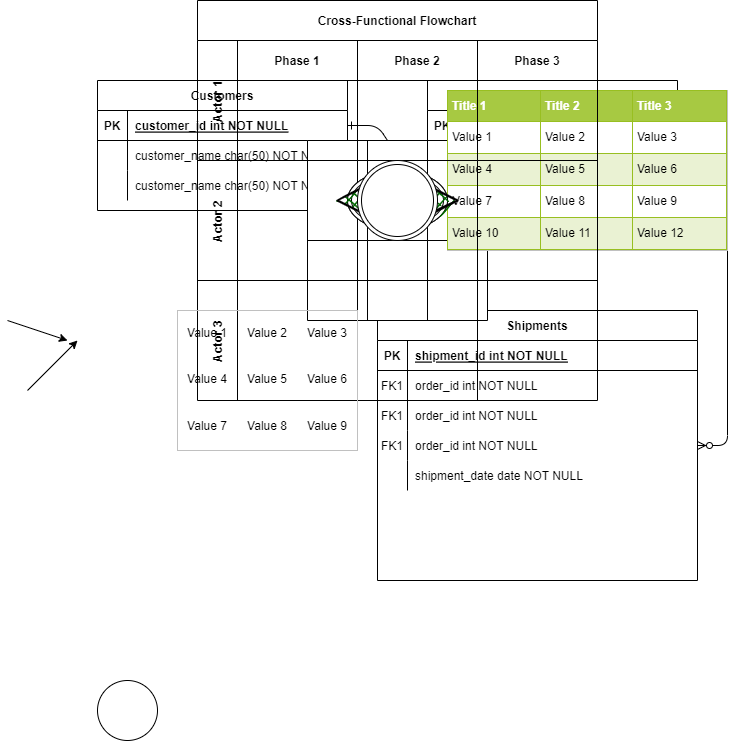 Cross-Functional Flowchart
Phase 1 Phase 2 Phase 3
Actor 1
Customers
PK customer_id int NOT NULL
customer_name char(50) NOT N
customer_name char(50) NOT N
PK
Title 1 Title 2 Title 3
Value 1 Value 2 Value 3
Value 4 Value 5 Value 6
Value 7 Value 8 Value 9
Value 10 Value 11 Value 12
Actor 2
Actor 3
Value 1 Value 2 Value 3
Value 4 Value 5 Value 6
Value 7 Value 8 Value 9
Shipments
PK shipment_id int NOT NULL
FK1 order_id int NOT NULL
FK1 order_id int NOT NULL
FK1 order_id int NOT NULL
shipment_date date NOT NULL